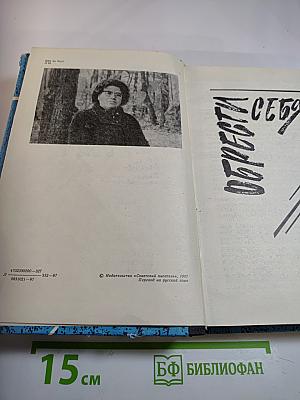 ОБРЕСТИ
СЕБЯ
© Издательство «Советский писатель», 1987
Перевод на русский язык
15 см
БФ БИБЛИОФАН